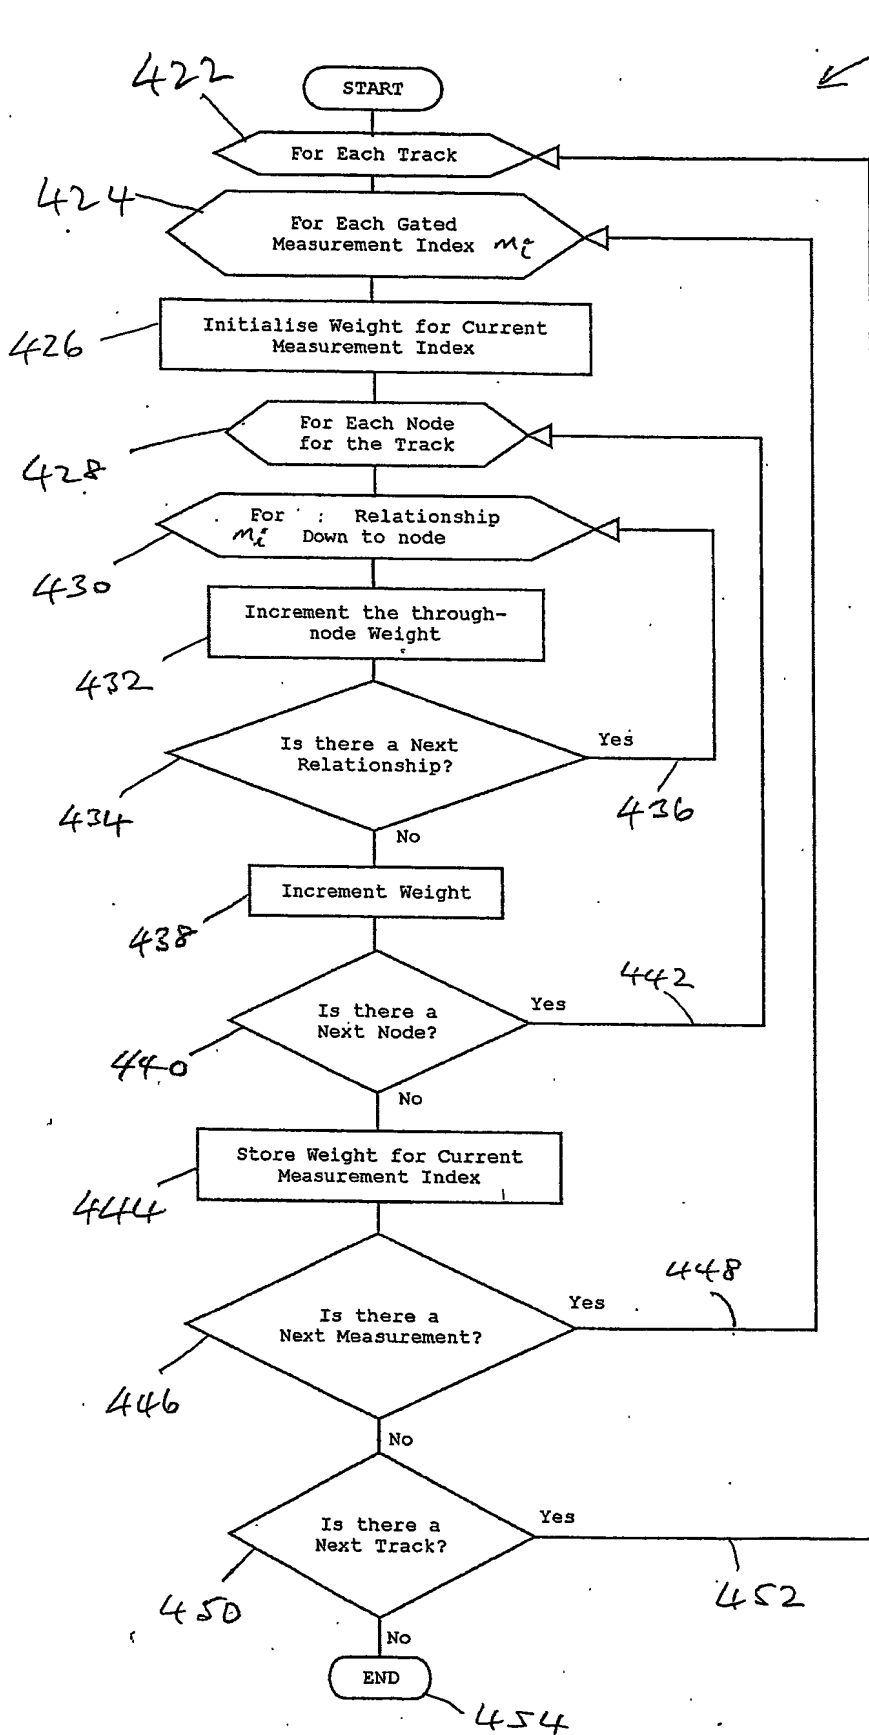 422
START
For Each Track
424
For Each Gated
Measurement Index mi
426
Initialise Weight for Current
Measurement Index
428
For Each Node
for the Track
430
For : Relationship
mi Down to node
432
Increment the through-
node Weight
434
Is there a Next
Relationship?
Yes
436
No
438
Increment Weight
440
Is there a
Next Node?
Yes
442
No
444
Store Weight for Current
Measurement Index
446
Is there a
Next Measurement?
Yes
448
No
450
Is there a
Next Track?
Yes
452
No
END
454